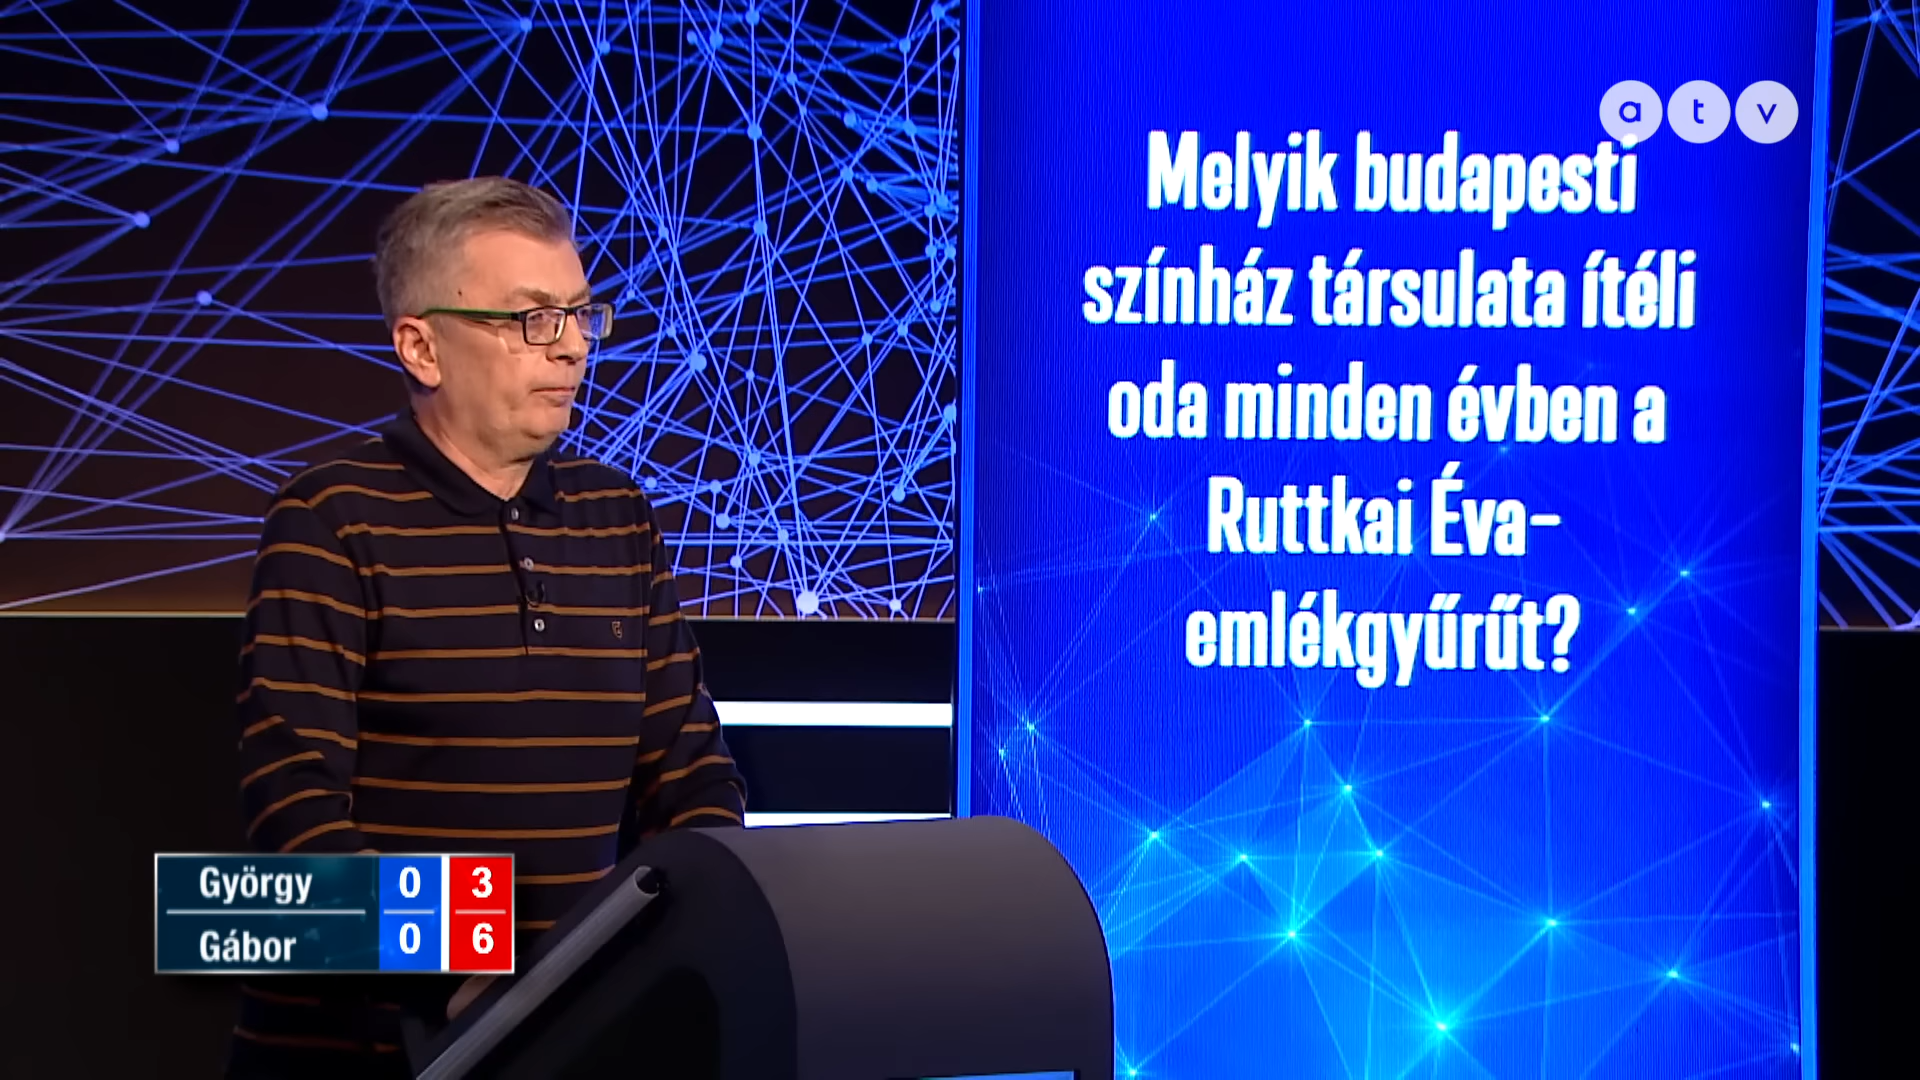 atv
Melyik budapesti
színház társulata ítéli
oda minden évben a
Ruttkai Éva-
emlékgyűrűt?
György 0 3
Gábor 0 6